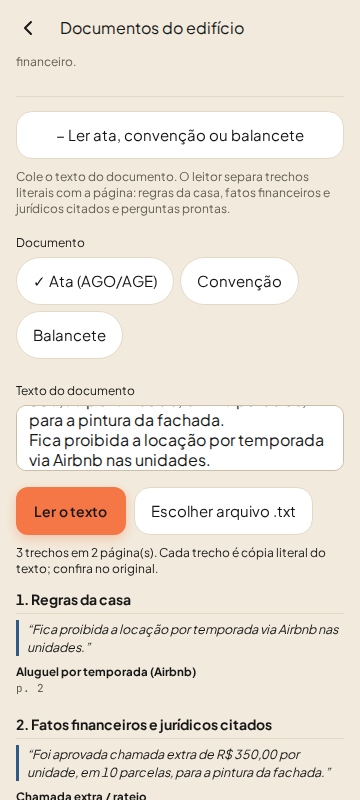 Documentos do edifício
financeiro.
– Ler ata, convenção ou balancete
Cole o texto do documento. O leitor separa trechos
literais com a página: regras da casa, fatos financeiros e
jurídicos citados e perguntas prontas.
Documento
✓ Ata (AGO/AGE)
Convenção
Balancete
Texto do documento
para a pintura da fachada.
Fica proibida a locação por temporada
via Airbnb nas unidades.
Ler o texto
Escolher arquivo .txt
3 trechos em 2 página(s). Cada trecho é cópia literal do
texto; confira no original.
1. Regras da casa
“Fica proibida a locação por temporada via Airbnb nas
unidades.”
Aluguel por temporada (Airbnb)
p. 2
2. Fatos financeiros e jurídicos citados
“Foi aprovada chamada extra de R$ 350,00 por
unidade, em 10 parcelas, para a pintura da fachada.”
Chamada extra / rateio